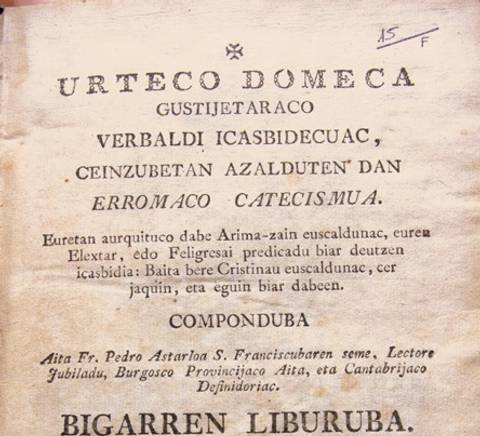 15
F
URTECO DOMECA
GUSTIJETARACO
VERBALDI ICASBIDECUAC,
CEINZUBETAN AZALDUTEN DAN
ERROMACO CATECISMUA.
Euretan aurquituco dabe Arima-zain euscaldunac, euren
Elextar, edo Feligresai predicadu biar deutzen
icasbidia: Baita bere Cristinau euscaldunac, cer
jaquin, eta eguin biar dabeen.
COMPONDUBA
Aita Fr. Pedro Astarloa S. Franciscubaren seme, Lectore
Jubiladu, Burgosco Provincijaco Aita, eta Cantabrijaco
Definidoriac.
BIGARREN LIBURUBA.